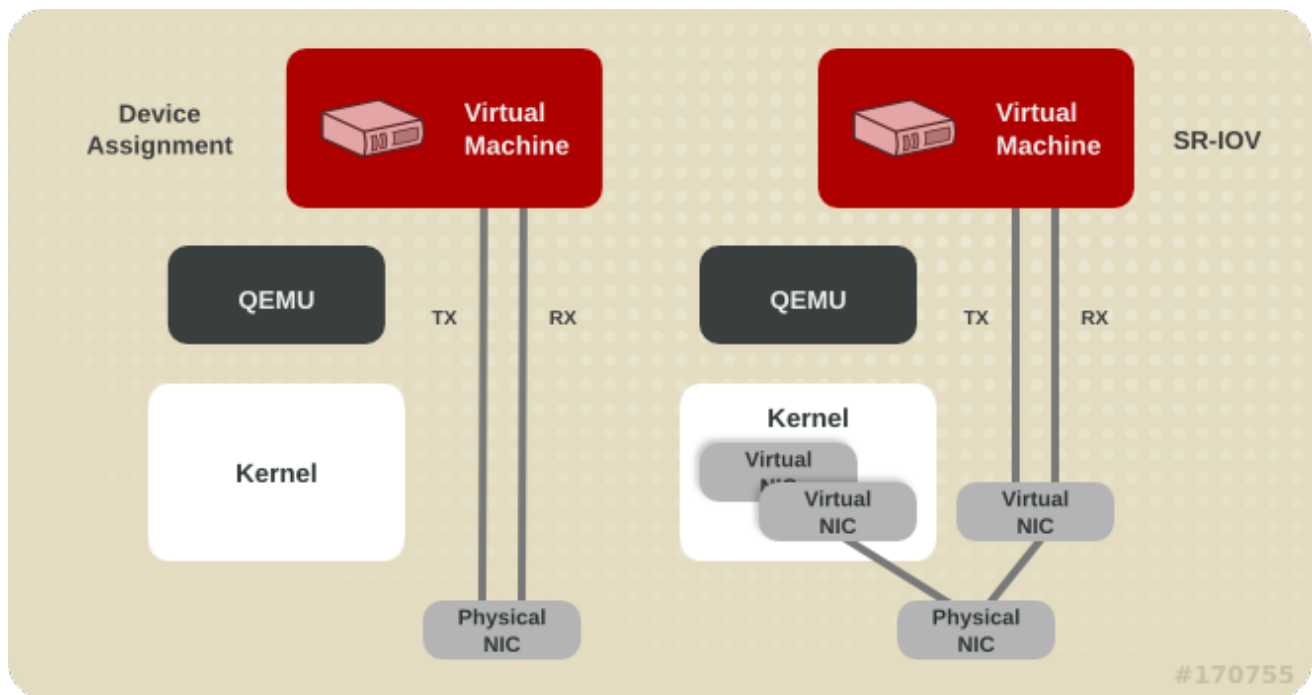 Device
Assignment
Virtual
Machine
QEMU
TX
RX
Kernel
Physical
NIC
Virtual
Machine
SR-IOV
QEMU
TX
RX
Kernel
Virtual
NIC
Virtual
NIC
Virtual
NIC
Physical
NIC
#170755